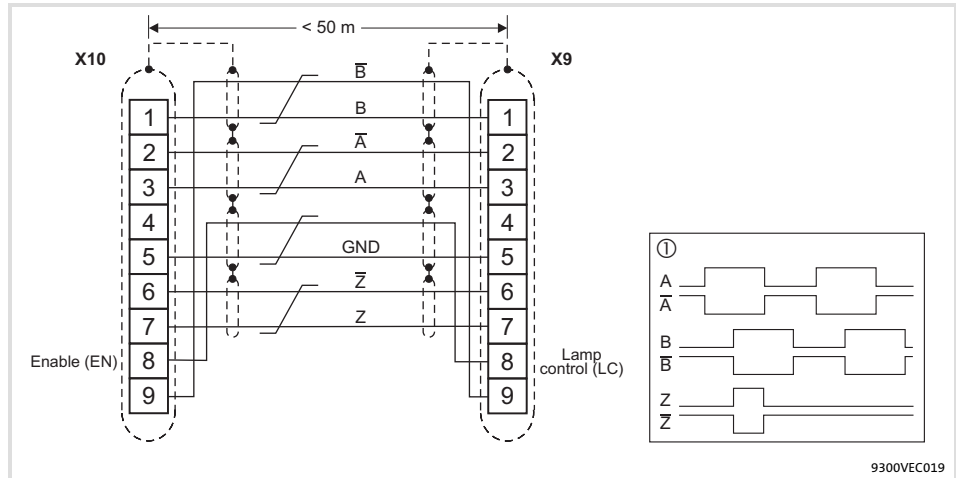 < 50 m
X10
X9
B̅
B
A̅
A
GND
Z̅
Z
1
2
3
4
5
6
7
8
9
1
2
3
4
5
6
7
8
9
Enable (EN)
Lamp
control (LC)
①
A
A̅
B
B̅
Z
Z̅
9300VEC019